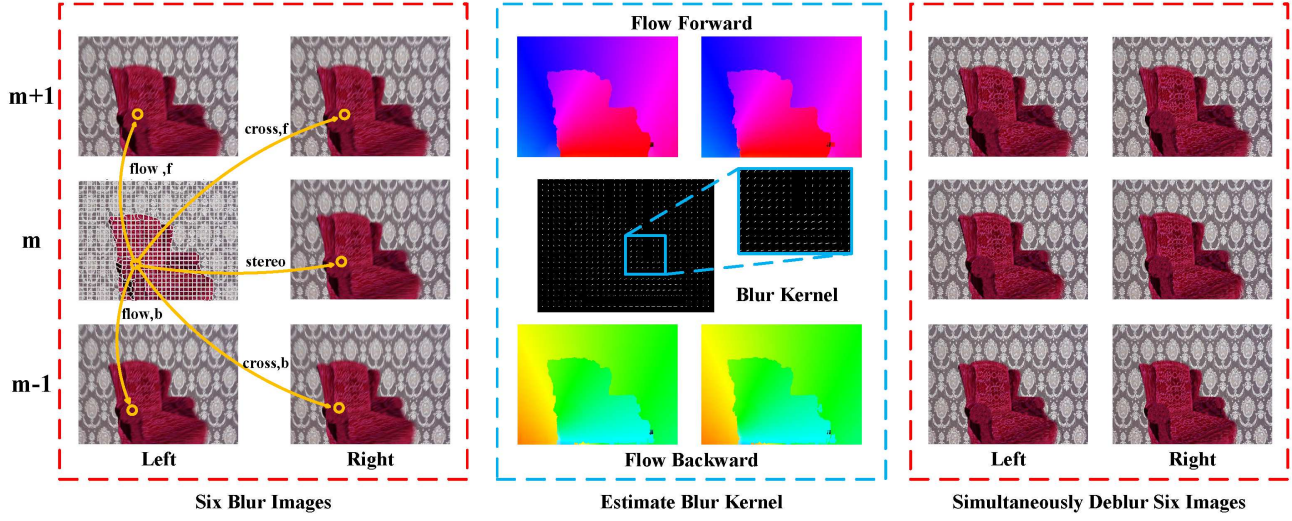 Flow Forward
m+1
cross,f
flow ,f
m
stereo
Blur Kernel
flow,b
cross,b
m-1
Left
Right
Flow Backward
Left
Right
Six Blur Images
Estimate Blur Kernel
Simultaneously Deblur Six Images